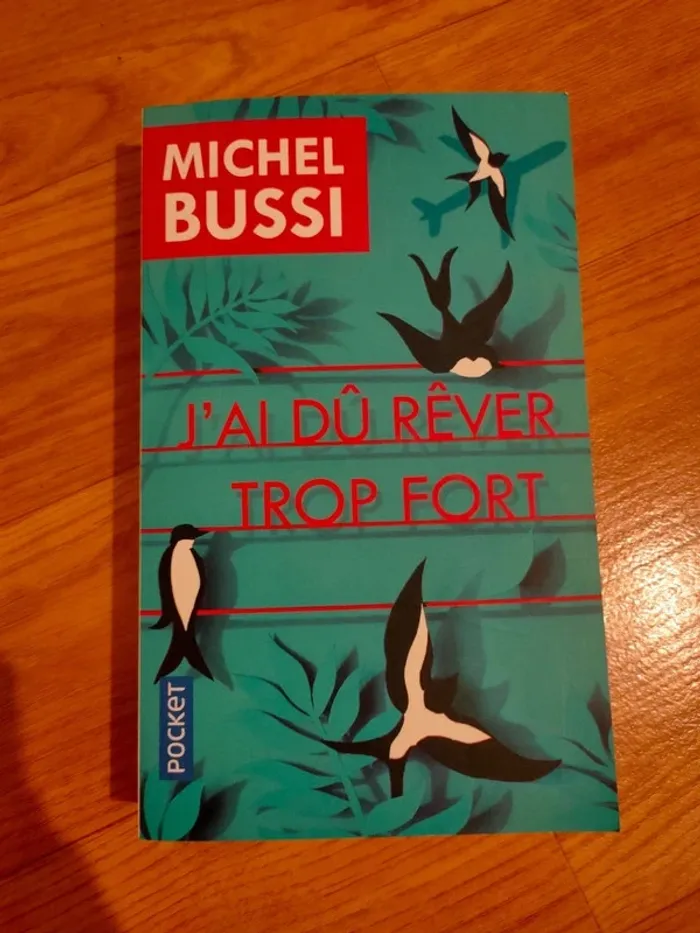 MICHEL
BUSSI
J'AI DÛ RÊVER
TROP FORT
POCKET